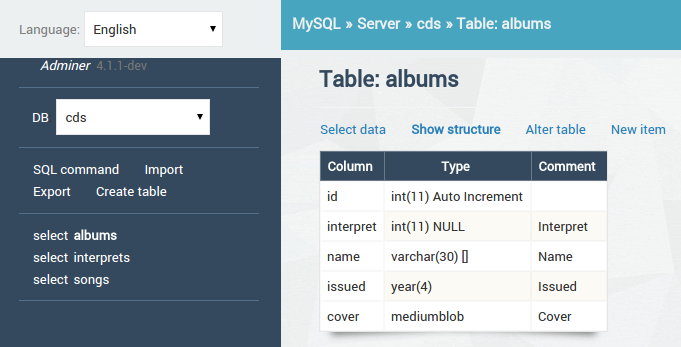 Language: English
Adminer 4.1.1-dev
DB cds
SQL command Import
Export Create table
select albums
select interprets
select songs
MySQL » Server » cds » Table: albums
Table: albums
Select data Show structure Alter table New item
Column Type Comment
id int(11) Auto Increment
interpret int(11) NULL Interpret
name varchar(30) [] Name
issued year(4) Issued
cover mediumblob Cover